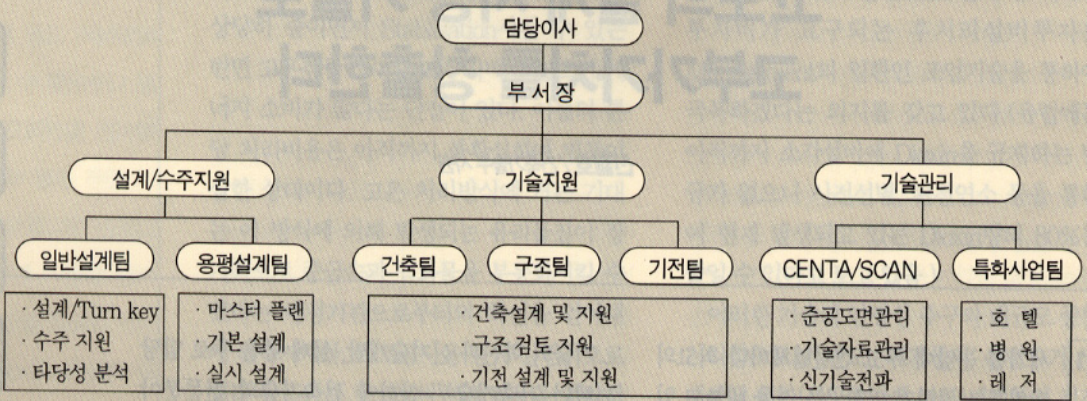 담당이사
부서장
설계/수주지원
기술지원
기술관리
일반설계팀
용평설계팀
건축팀
구조팀
기전팀
CENTA/SCAN
특화사업팀
· 설계/Turn key
· 수주 지원
· 타당성 분석
· 마스터 플랜
· 기본 설계
· 실시 설계
· 건축설계 및 지원
· 구조 검토 지원
· 기전 설계 및 지원
· 준공도면관리
· 기술자료관리
· 신기술전파
· 호 텔
· 병 원
· 레 저